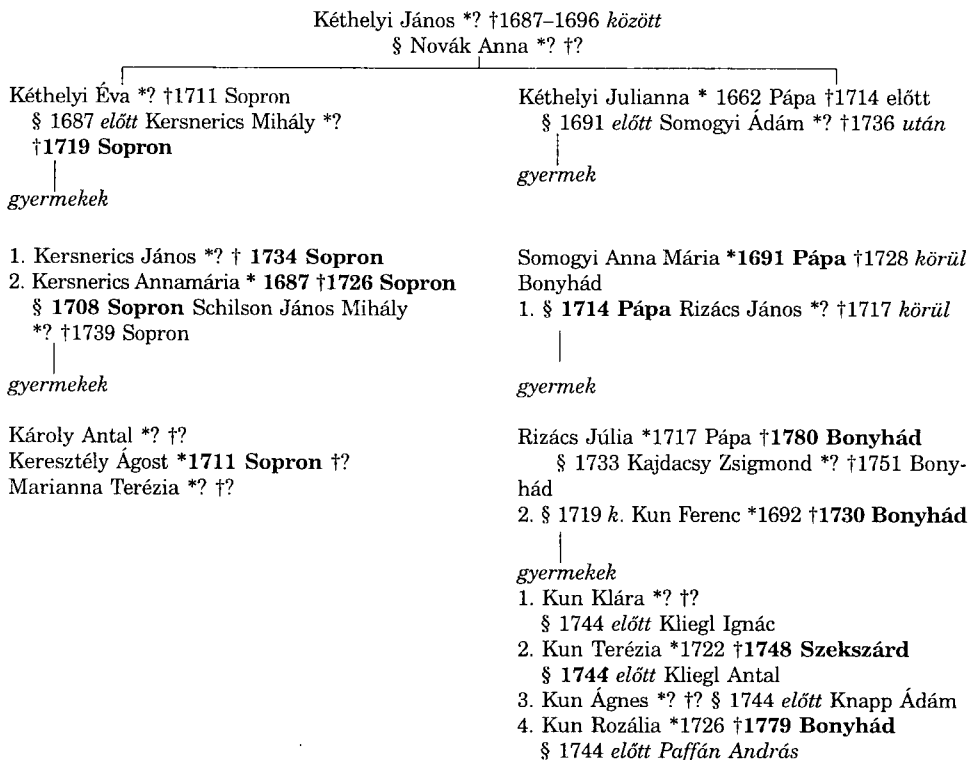 Kéthelyi János *? †1687–1696 között
§ Novák Anna *? †?
Kéthelyi Éva *? †1711 Sopron
§ 1687 előtt Kersnerics Mihály *?
†1719 Sopron
gyermekek
1. Kersnerics János *? † 1734 Sopron
2. Kersnerics Annamária * 1687 †1726 Sopron
§ 1708 Sopron Schilson János Mihály
*? †1739 Sopron
gyermekek
Károly Antal *? †?
Keresztély Ágost *1711 Sopron †?
Marianna Terézia *? †?
Kéthelyi Julianna * 1662 Pápa †1714 előtt
§ 1691 előtt Somogyi Ádám *? †1736 után
gyermek
Somogyi Anna Mária *1691 Pápa †1728 körül
Bonyhád
1. § 1714 Pápa Rizács János *? †1717 körül
gyermek
Rizács Júlia *1717 Pápa †1780 Bonyhád
§ 1733 Kajdacsy Zsigmond *? †1751 Bony-
hád
2. § 1719 k. Kun Ferenc *1692 †1730 Bonyhád
gyermekek
1. Kun Klára *? †?
§ 1744 előtt Kliegl Ignác
2. Kun Terézia *1722 †1748 Szekszárd
§ 1744 előtt Kliegl Antal
3. Kun Ágnes *? †? § 1744 előtt Knapp Ádám
4. Kun Rozália *1726 †1779 Bonyhád
§ 1744 előtt Paffán András